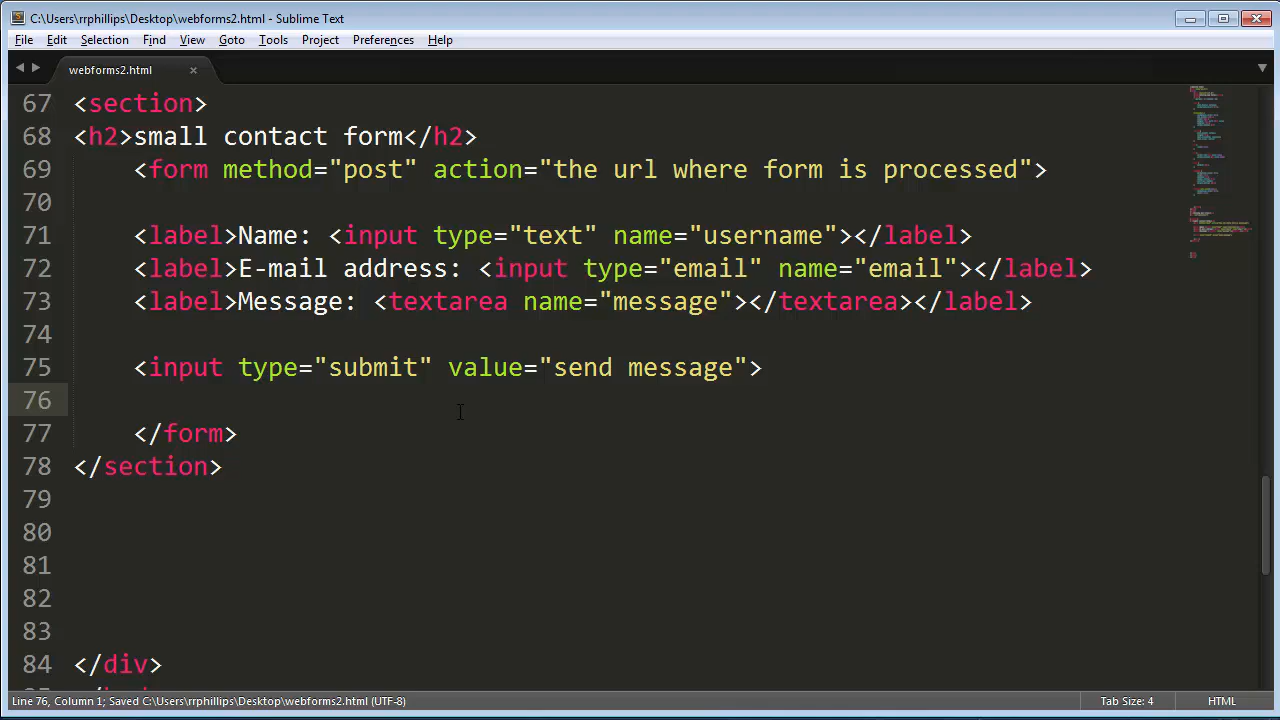 C:\Users\rrphillips\Desktop\webforms2.html - Sublime Text
File Edit Selection Find View Goto Tools Project Preferences Help
webforms2.html ×
67 <section>
68 <h2>small contact form</h2>
69 <form method="post" action="the url where form is processed">
70
71 <label>Name: <input type="text" name="username"></label>
72 <label>E-mail address: <input type="email" name="email"></label>
73 <label>Message: <textarea name="message"></textarea></label>
74
75 <input type="submit" value="send message">
76
77 </form>
78 </section>
79
80
81
82
83
84 </div>
Line 76, Column 1; Saved C:\Users\rrphillips\Desktop\webforms2.html (UTF-8) Tab Size: 4 HTML